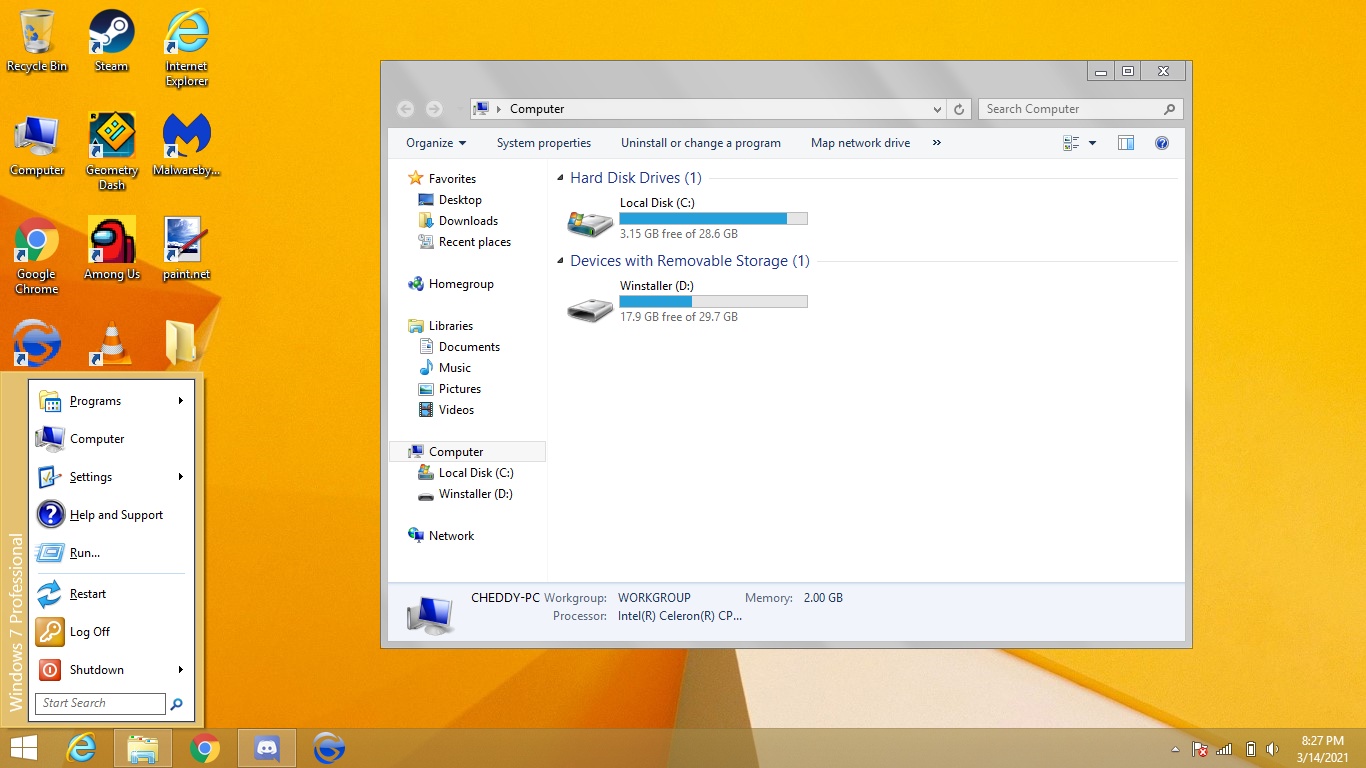 Recycle Bin
Steam
Internet
Explorer
Computer
Geometry
Dash
Malwareby...
Google
Chrome
Among Us
paint.net
Programs
Computer
Settings
Help and Support
Run...
Restart
Log Off
Shutdown
Start Search
Windows 7 Professional
Computer
Search Computer
Organize
System properties
Uninstall or change a program
Map network drive
»
Favorites
Desktop
Downloads
Recent places
Homegroup
Libraries
Documents
Music
Pictures
Videos
Computer
Local Disk (C:)
Winstaller (D:)
Network
Hard Disk Drives (1)
Local Disk (C:)
3.15 GB free of 28.6 GB
Devices with Removable Storage (1)
Winstaller (D:)
17.9 GB free of 29.7 GB
CHEDDY-PC Workgroup: WORKGROUP Memory: 2.00 GB
Processor: Intel(R) Celeron(R) CP...
8:27 PM
3/14/2021